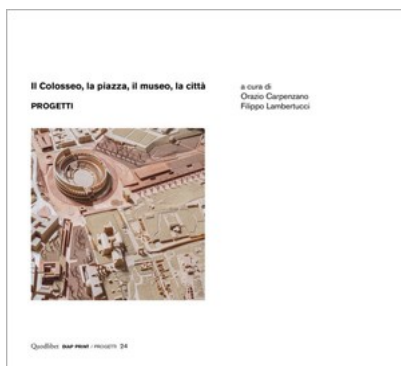 Il Colosseo, la piazza, il museo, la città
PROGETTI
a cura di
Orazio Carpenzano
Filippo Lambertucci
Quodlibet DIAP PRINT / PROGETTI 24